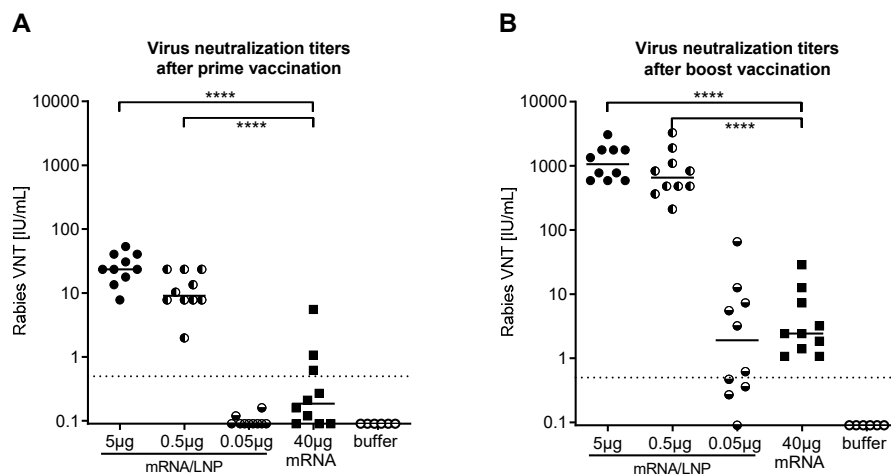 A
Virus neutralization titers
after prime vaccination
****
****
Rabies VNT [IU/mL]
10000
1000
100
10
1
0.1
5µg 0.5µg 0.05µg 40µg buffer
mRNA/LNP mRNA
B
Virus neutralization titers
after boost vaccination
****
****
Rabies VNT [IU/mL]
10000
1000
100
10
1
0.1
5µg 0.5µg 0.05µg 40µg buffer
mRNA/LNP mRNA